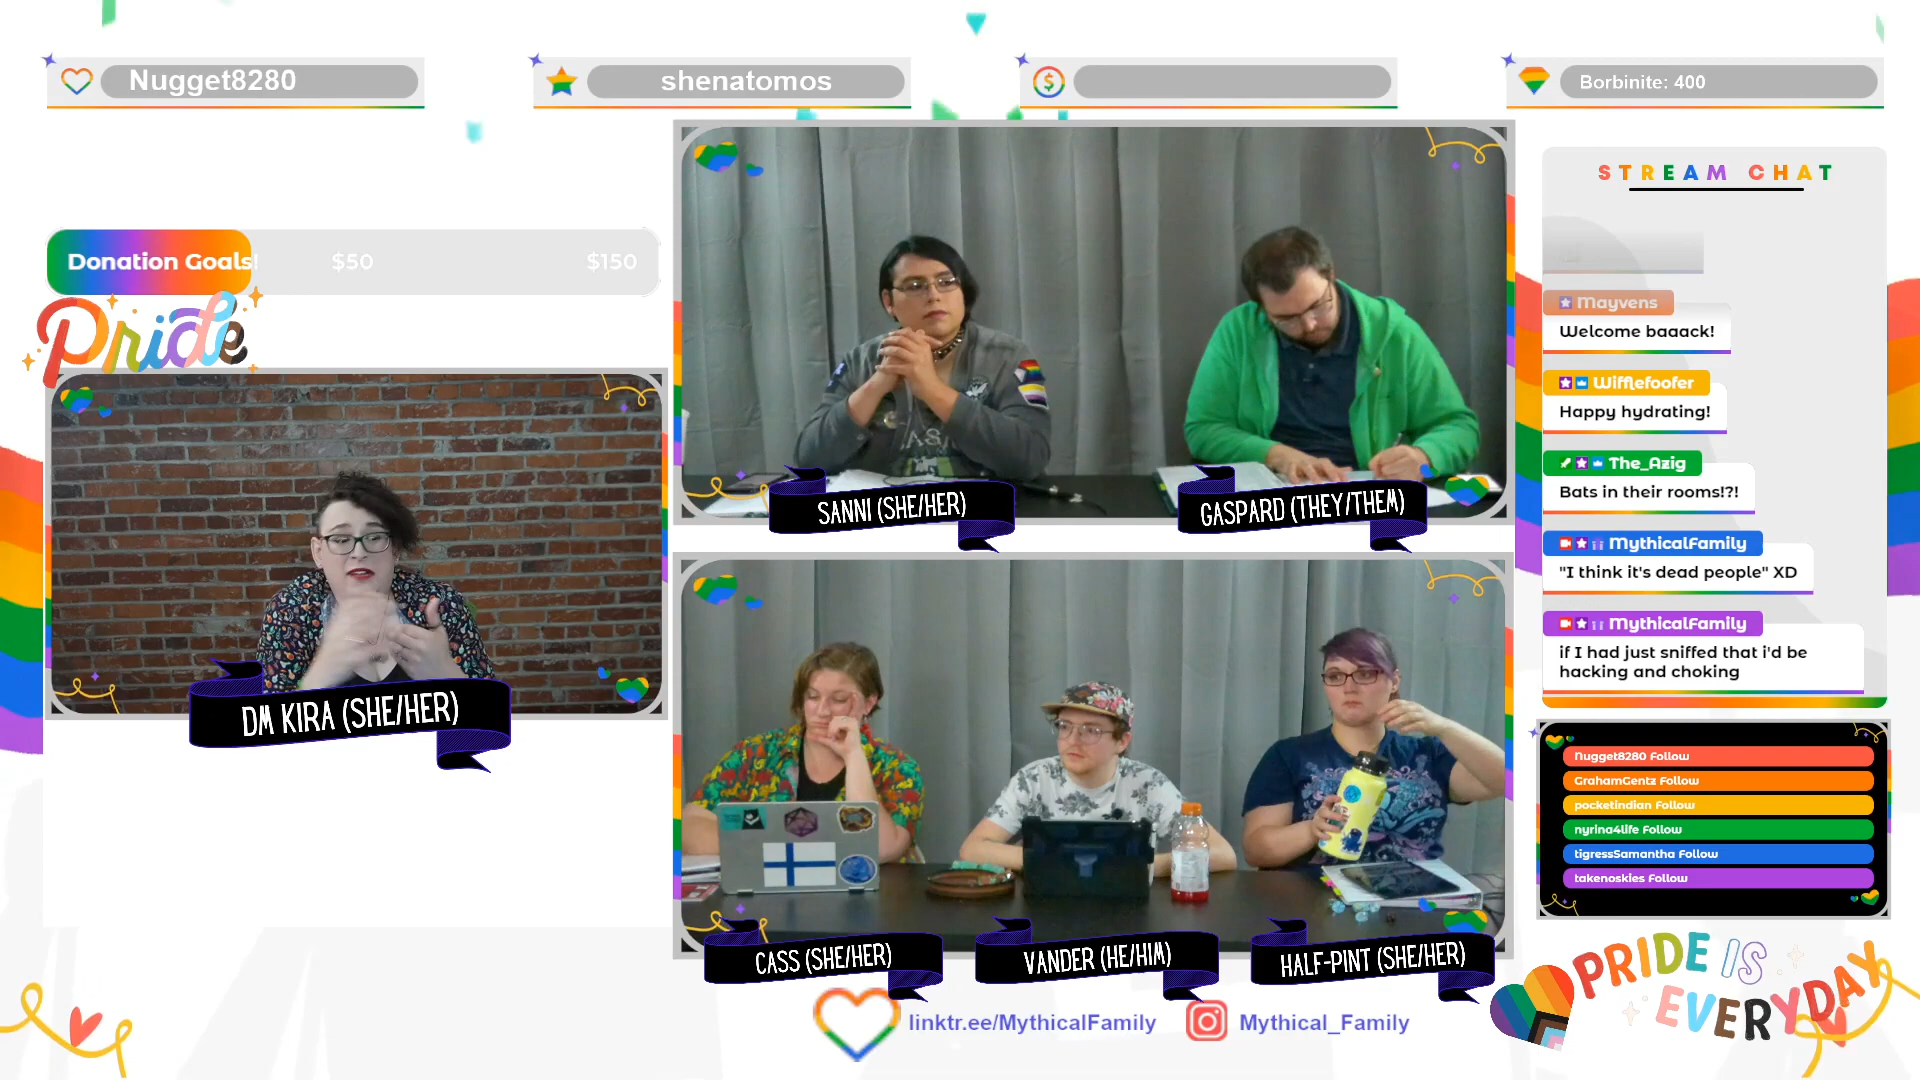 Nugget8280
shenatomos
Borbinite: 400
Donation Goals!
$50
$150
Pride
DM KIRA (SHE/HER)
SANNI (SHE/HER)
GASPARD (THEY/THEM)
CASS (SHE/HER)
VANDER (HE/HIM)
HALF-PINT (SHE/HER)
linktr.ee/MythicalFamily
Mythical_Family
STREAM CHAT
Mayvens
Welcome baaack!
Wifflefoofer
Happy hydrating!
The_Azig
Bats in their rooms!?!
MythicalFamily
"I think it's dead people" XD
MythicalFamily
if I had just sniffed that i'd be
hacking and choking
Nugget8280 Follow
GrahamGentz Follow
pocketindian Follow
nyrina4life Follow
tigressSamantha Follow
takenoskies Follow
PRIDE IS
EVERYDAY